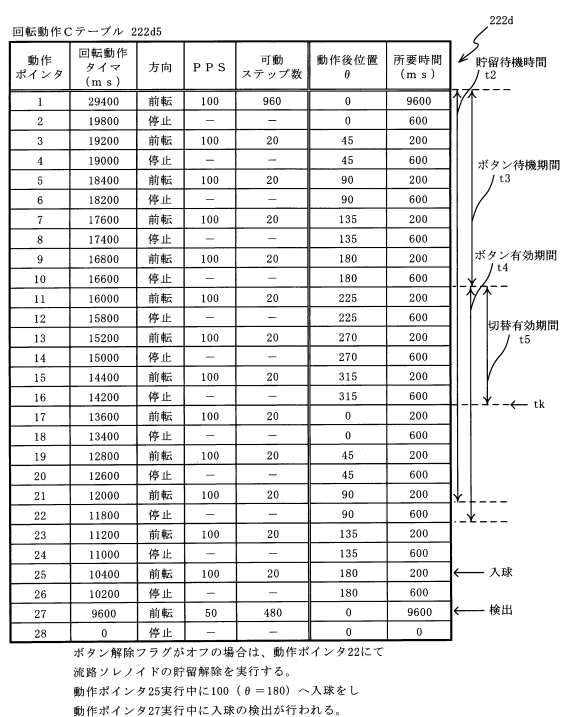 回転動作Cテーブル 222d5
222d
動作ポインタ 回転動作タイマ(ms) 方向 PPS 可動ステップ数 動作後位置θ 所要時間(ms)
1 29400 前転 100 960 0 9600
2 19800 停止 − − 0 600
3 19200 前転 100 20 45 200
4 19000 停止 − − 45 600
5 18400 前転 100 20 90 200
6 18200 停止 − − 90 600
7 17600 前転 100 20 135 200
8 17400 停止 − − 135 600
9 16800 前転 100 20 180 200
10 16600 停止 − − 180 600
11 16000 前転 100 20 225 200
12 15800 停止 − − 225 600
13 15200 前転 100 20 270 200
14 15000 停止 − − 270 600
15 14400 前転 100 20 315 200
16 14200 停止 − − 315 600
17 13600 前転 100 20 0 200
18 13400 停止 − − 0 600
19 12800 前転 100 20 45 200
20 12600 停止 − − 45 600
21 12000 前転 100 20 90 200
22 11800 停止 − − 90 600
23 11200 前転 100 20 135 200
24 11000 停止 − − 135 600
25 10400 前転 100 20 180 200
26 10200 停止 − − 180 600
27 9600 前転 50 480 0 9600
28 0 停止 − − 0 0
貯留待機時間
t2
ボタン待機期間
t3
ボタン有効期間
t4
切替有効期間
t5
tk
入球
検出
ボタン解除フラグがオフの場合は、動作ポインタ22にて
流路ソレノイドの貯留解除を実行する。
動作ポインタ25実行中に100(θ=180)へ入球をし
動作ポインタ27実行中に入球の検出が行われる。